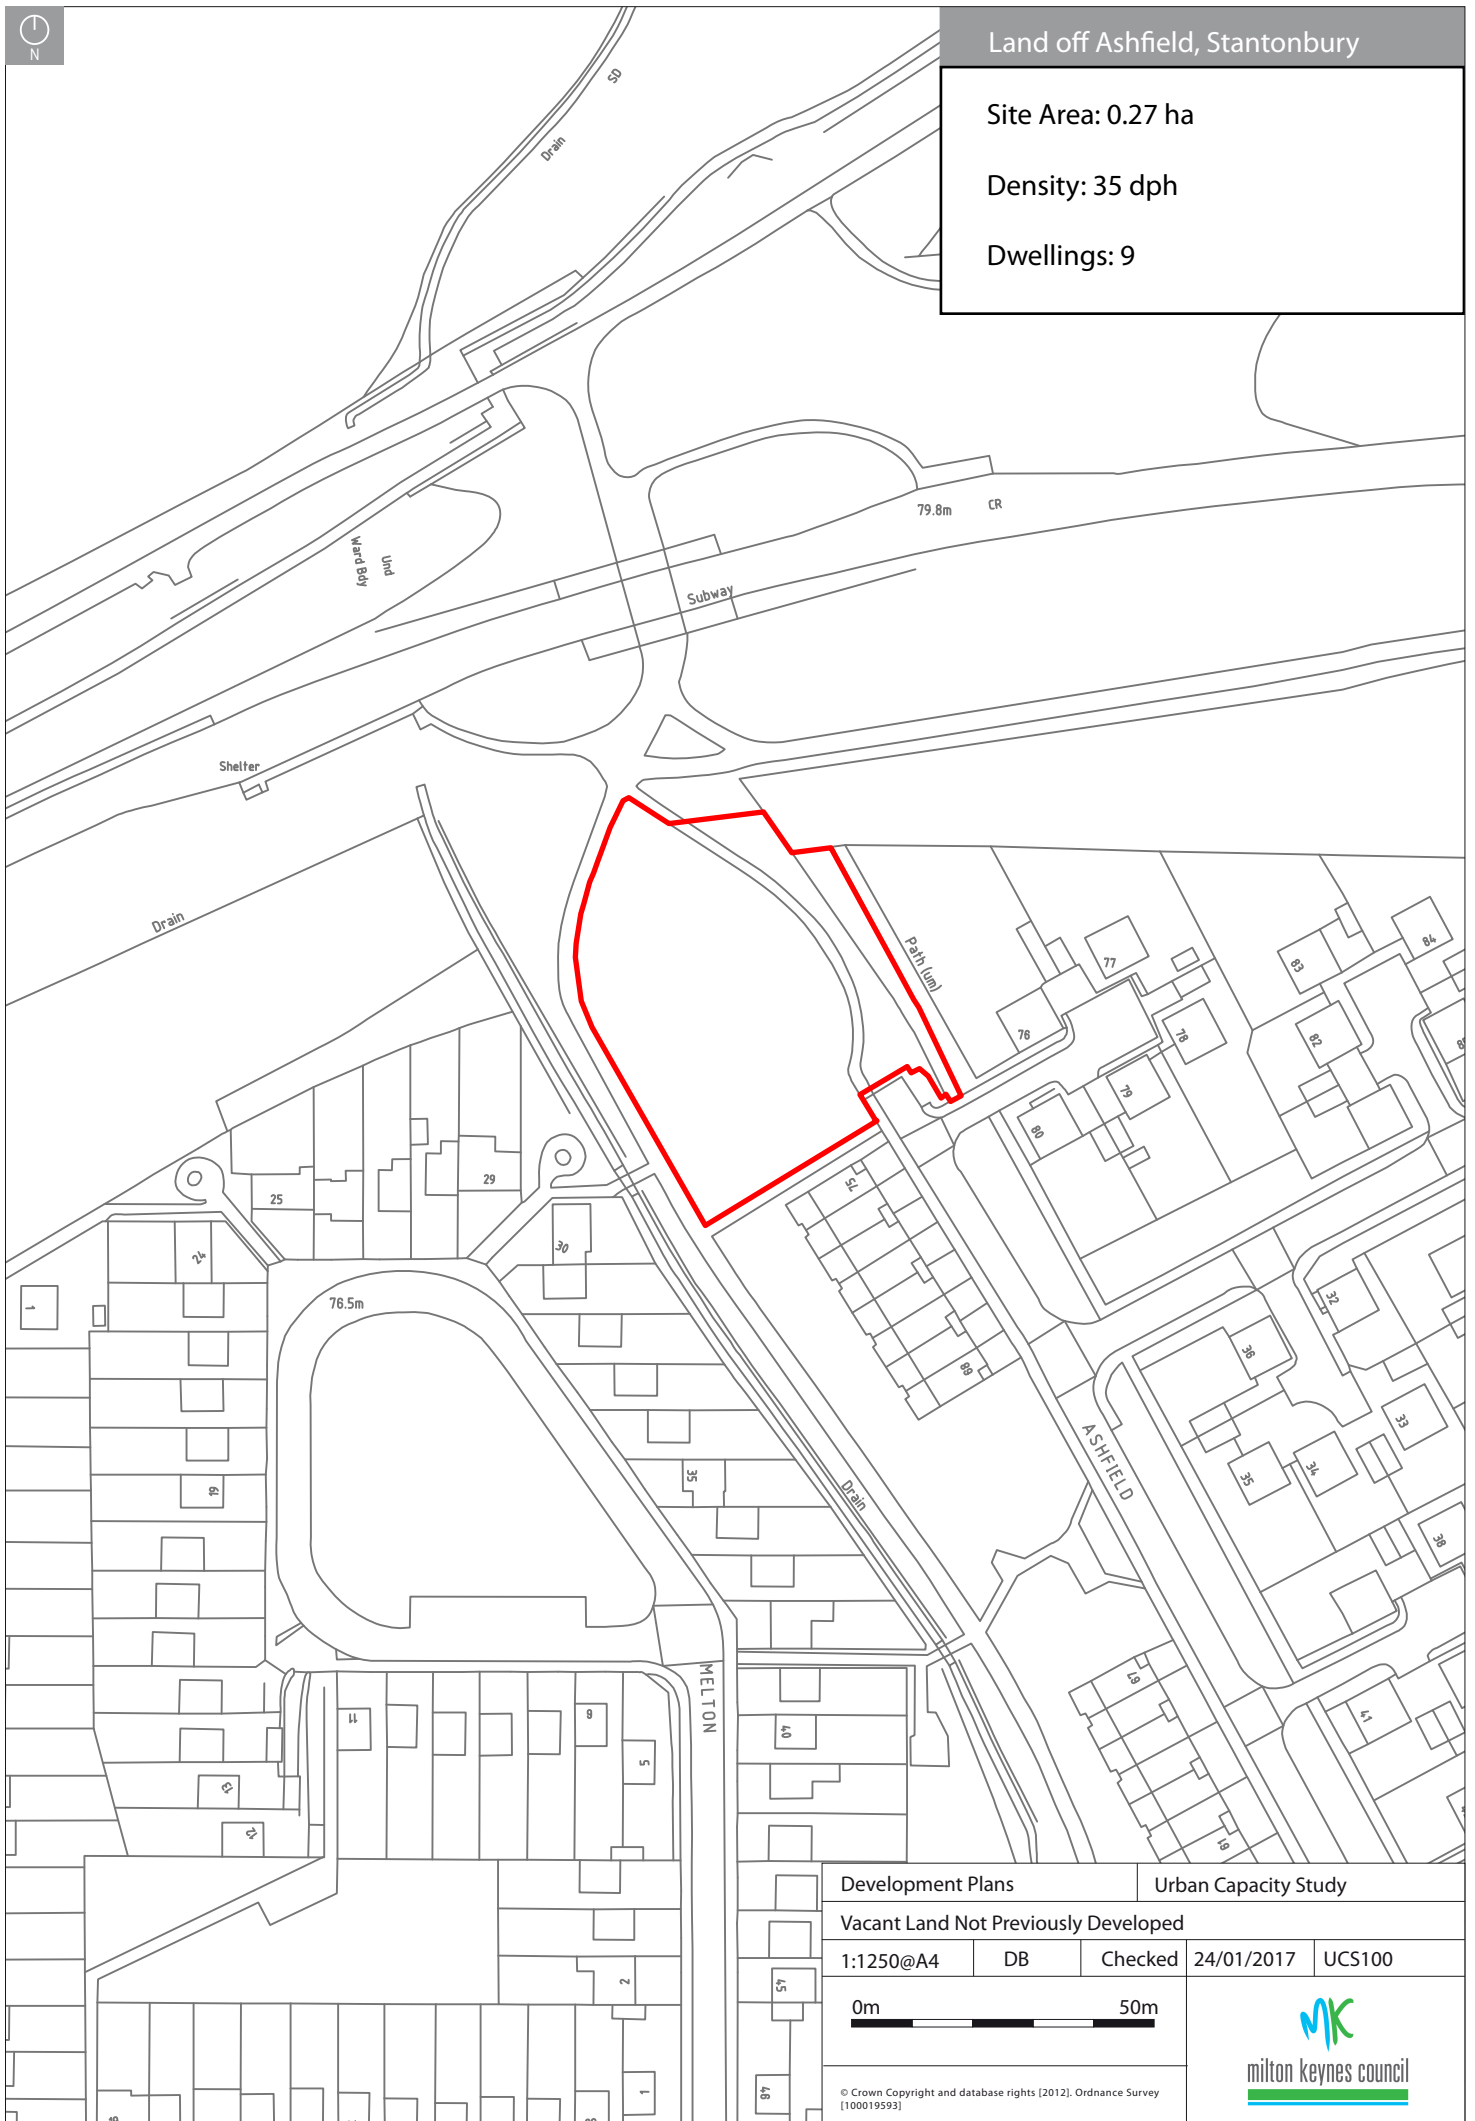 N
Land off Ashfield, Stantonbury
Site Area: 0.27 ha
Density: 35 dph
Dwellings: 9
SD
Drain
79.8m
CR
Ward Bdy
Und
Subway
Shelter
Drain
Path (um)
77
76
78
79
80
83
84
82
75
68
25
29
24
30
1
76.5m
19
35
32
36
33
35
34
38
ASHFIELD
Drain
MELTON
11
6
5
40
13
12
67
41
81
2
45
1
46
Development Plans
Urban Capacity Study
Vacant Land Not Previously Developed
1:1250@A4
DB
Checked
24/01/2017
UCS100
0m
50m
MK
milton keynes council
© Crown Copyright and database rights [2012]. Ordnance Survey
[100019593]